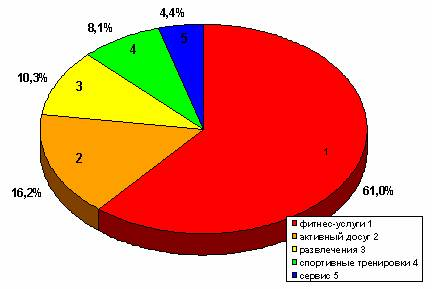 4,4%
8,1%
5
4
10,3%
3
1
2
16,2%
61,0%
фитнес-услуги 1
активный досуг 2
развлечения 3
спортивные тренировки 4
сервис 5